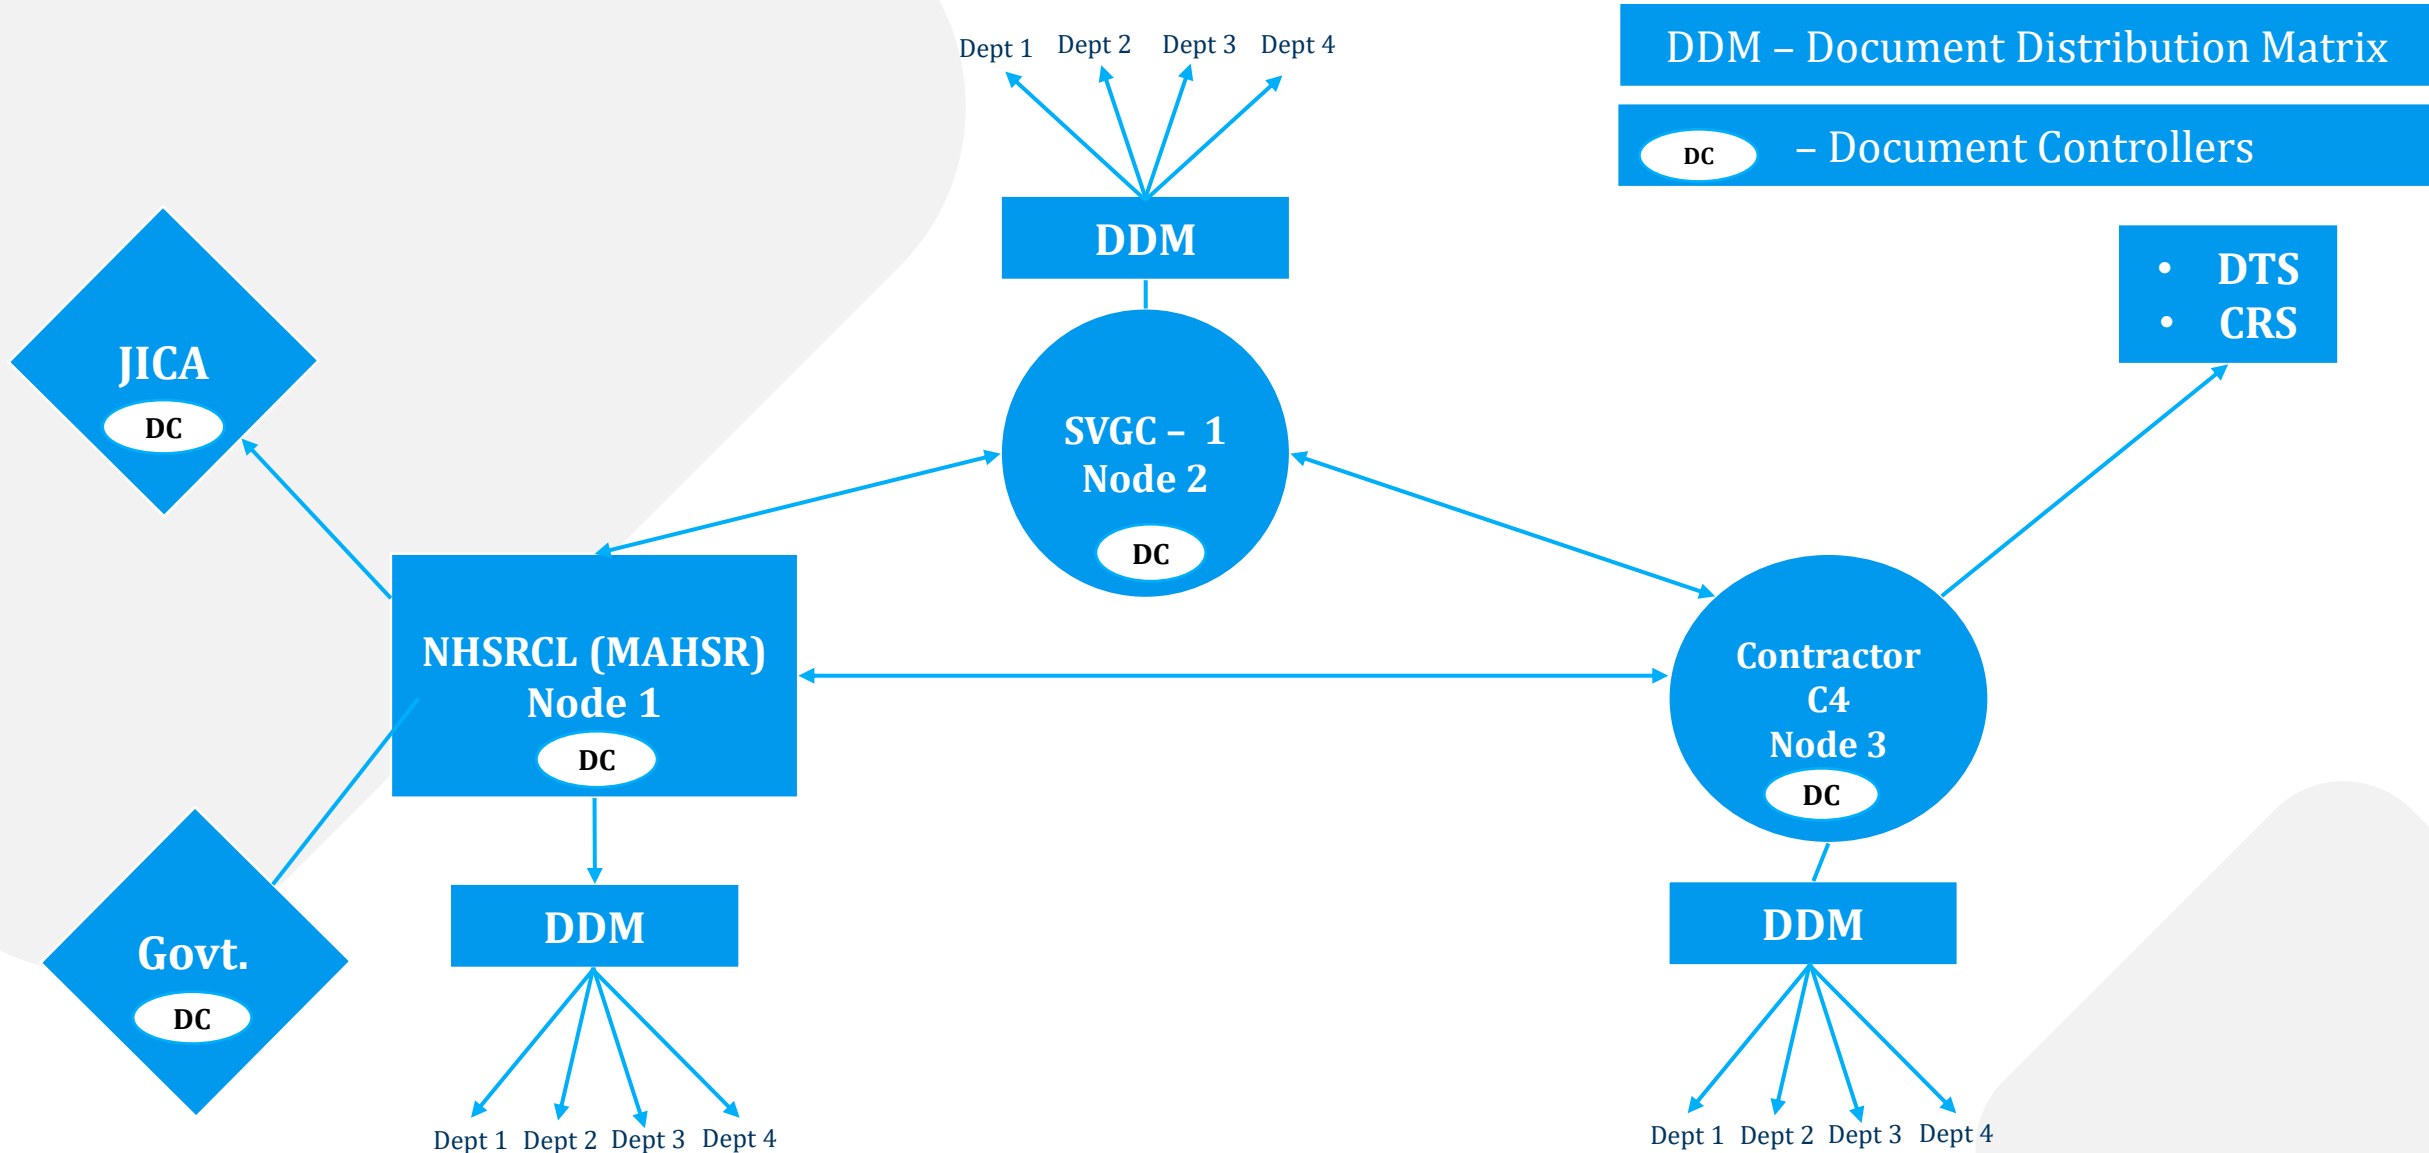 Dept 1 Dept 2 Dept 3 Dept 4
DDM – Document Distribution Matrix
DC – Document Controllers
DDM
• DTS
• CRS
JICA
DC
SVGC – 1
Node 2
DC
NHSRCL (MAHSR)
Node 1
DC
Contractor
C4
Node 3
DC
Govt.
DC
DDM
Dept 1 Dept 2 Dept 3 Dept 4
DDM
Dept 1 Dept 2 Dept 3 Dept 4